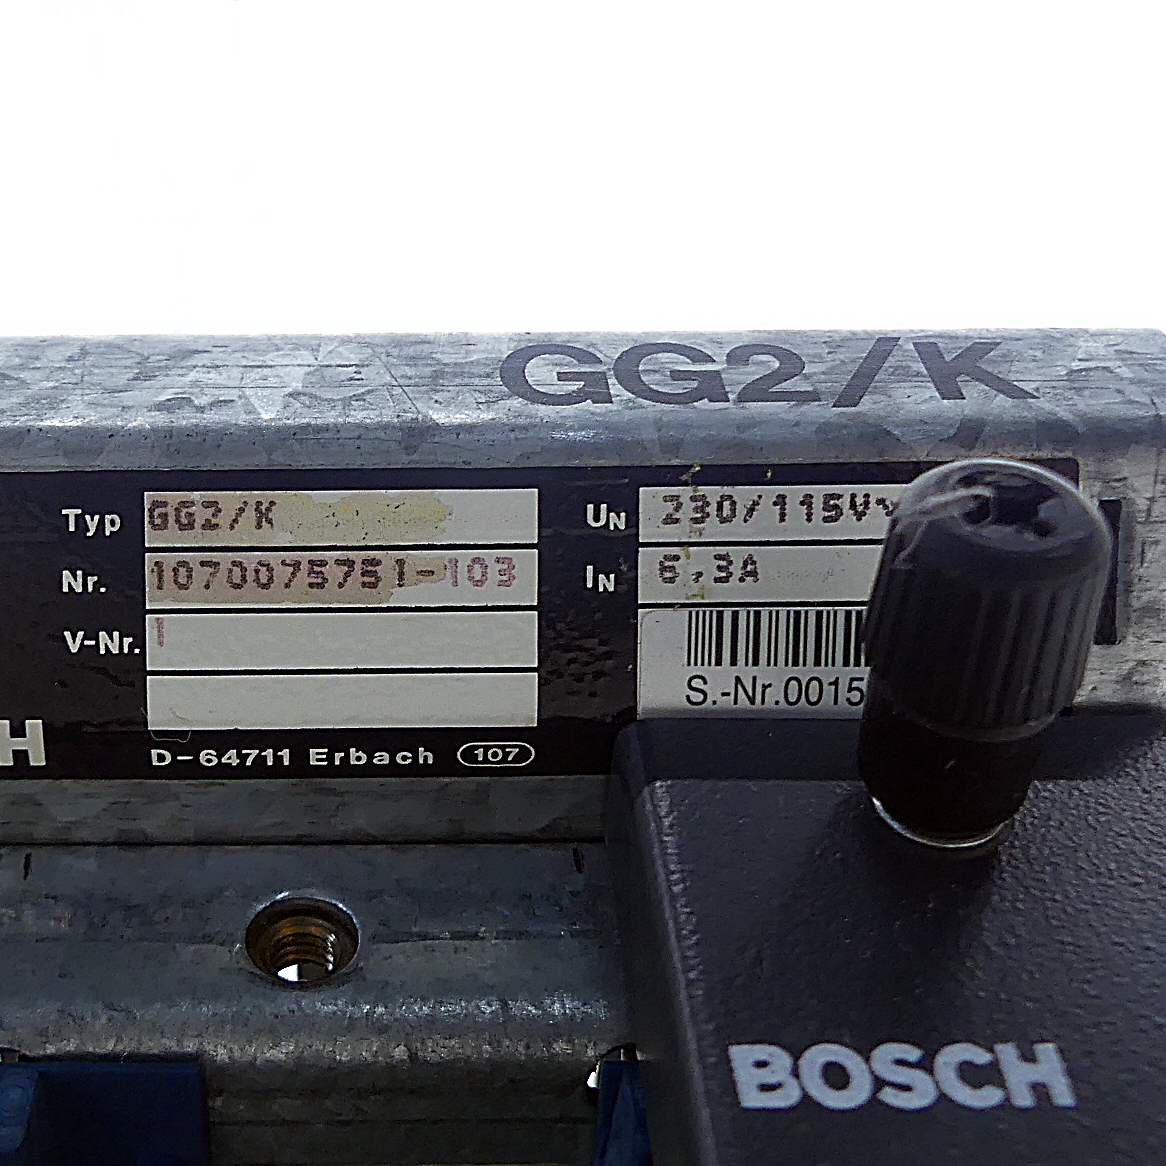 GG2/K
Typ GG2/K
Nr. 1070075751-103
V-Nr. 1
D-64711 Erbach 107
UN 230/115V~
IN 6.3A
S.-Nr.0015
H
BOSCH